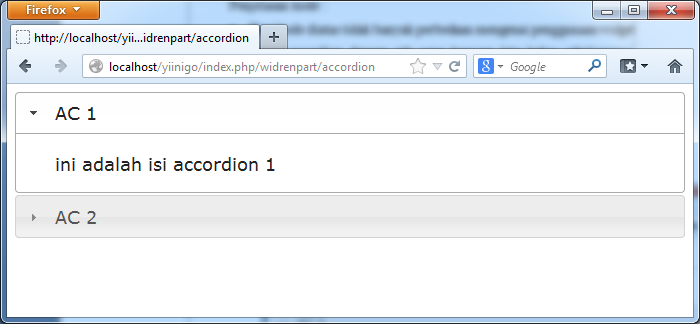 Firefox
http://localhost/yii...idrenpart/accordion
localhost/yiinigo/index.php/widrenpart/accordion
Google
AC 1
ini adalah isi accordion 1
AC 2